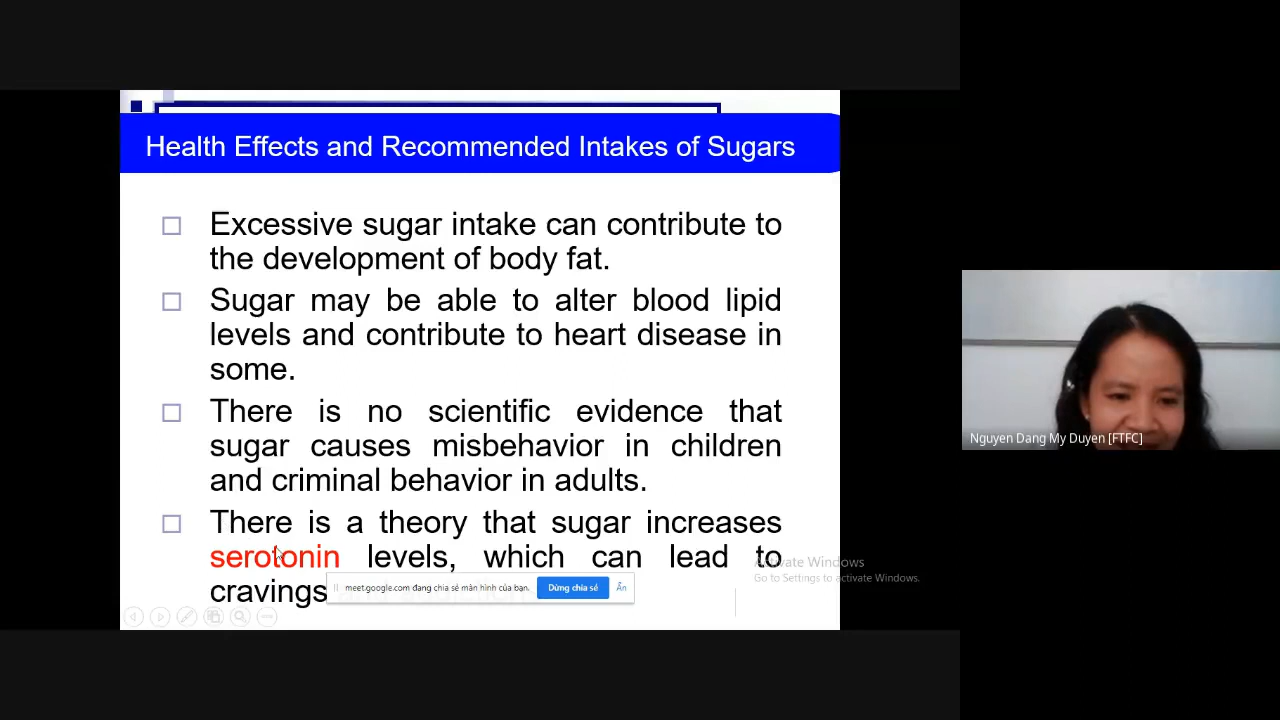 Health Effects and Recommended Intakes of Sugars
Excessive sugar intake can contribute to
the development of body fat.
Sugar may be able to alter blood lipid
levels and contribute to heart disease in
some.
There is no scientific evidence that
sugar causes misbehavior in children
and criminal behavior in adults.
There is a theory that sugar increases
serotonin levels, which can lead to
cravings
meet.google.com đang chia sẻ màn hình của bạn.
Dừng chia sẻ
Ẩn
Activate Windows
Go to Settings to activate Windows.
Nguyen Dang My Duyen [FTFC]